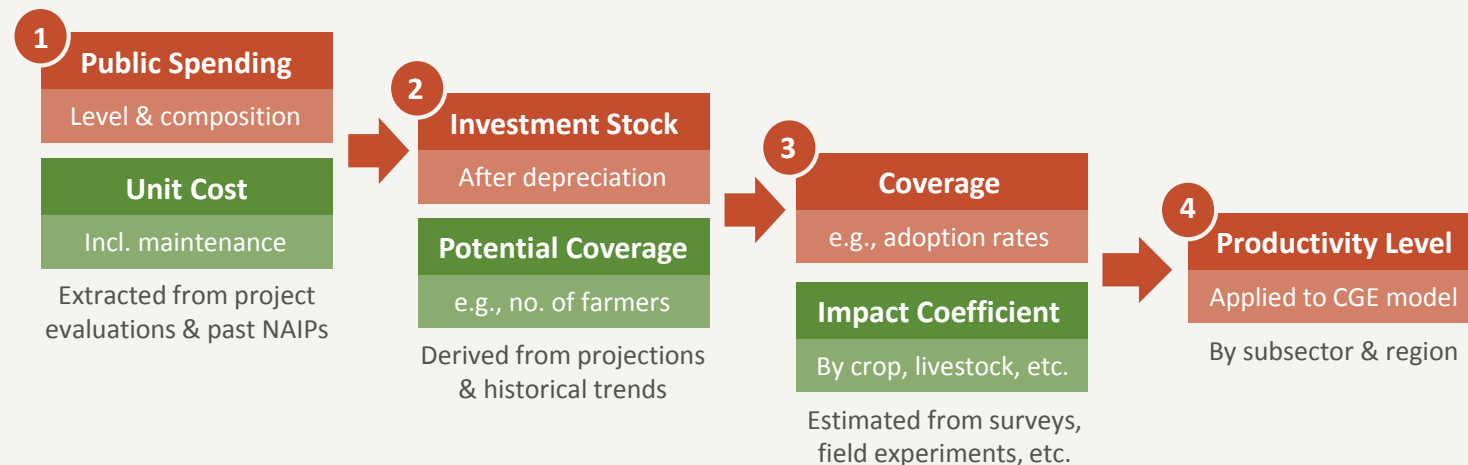 1
Public Spending
Level & composition
Unit Cost
Incl. maintenance
Extracted from project
evaluations & past NAIPs
2
Investment Stock
After depreciation
Potential Coverage
e.g., no. of farmers
Derived from projections
& historical trends
3
Coverage
e.g., adoption rates
Impact Coefficient
By crop, livestock, etc.
Estimated from surveys,
field experiments, etc.
4
Productivity Level
Applied to CGE model
By subsector & region